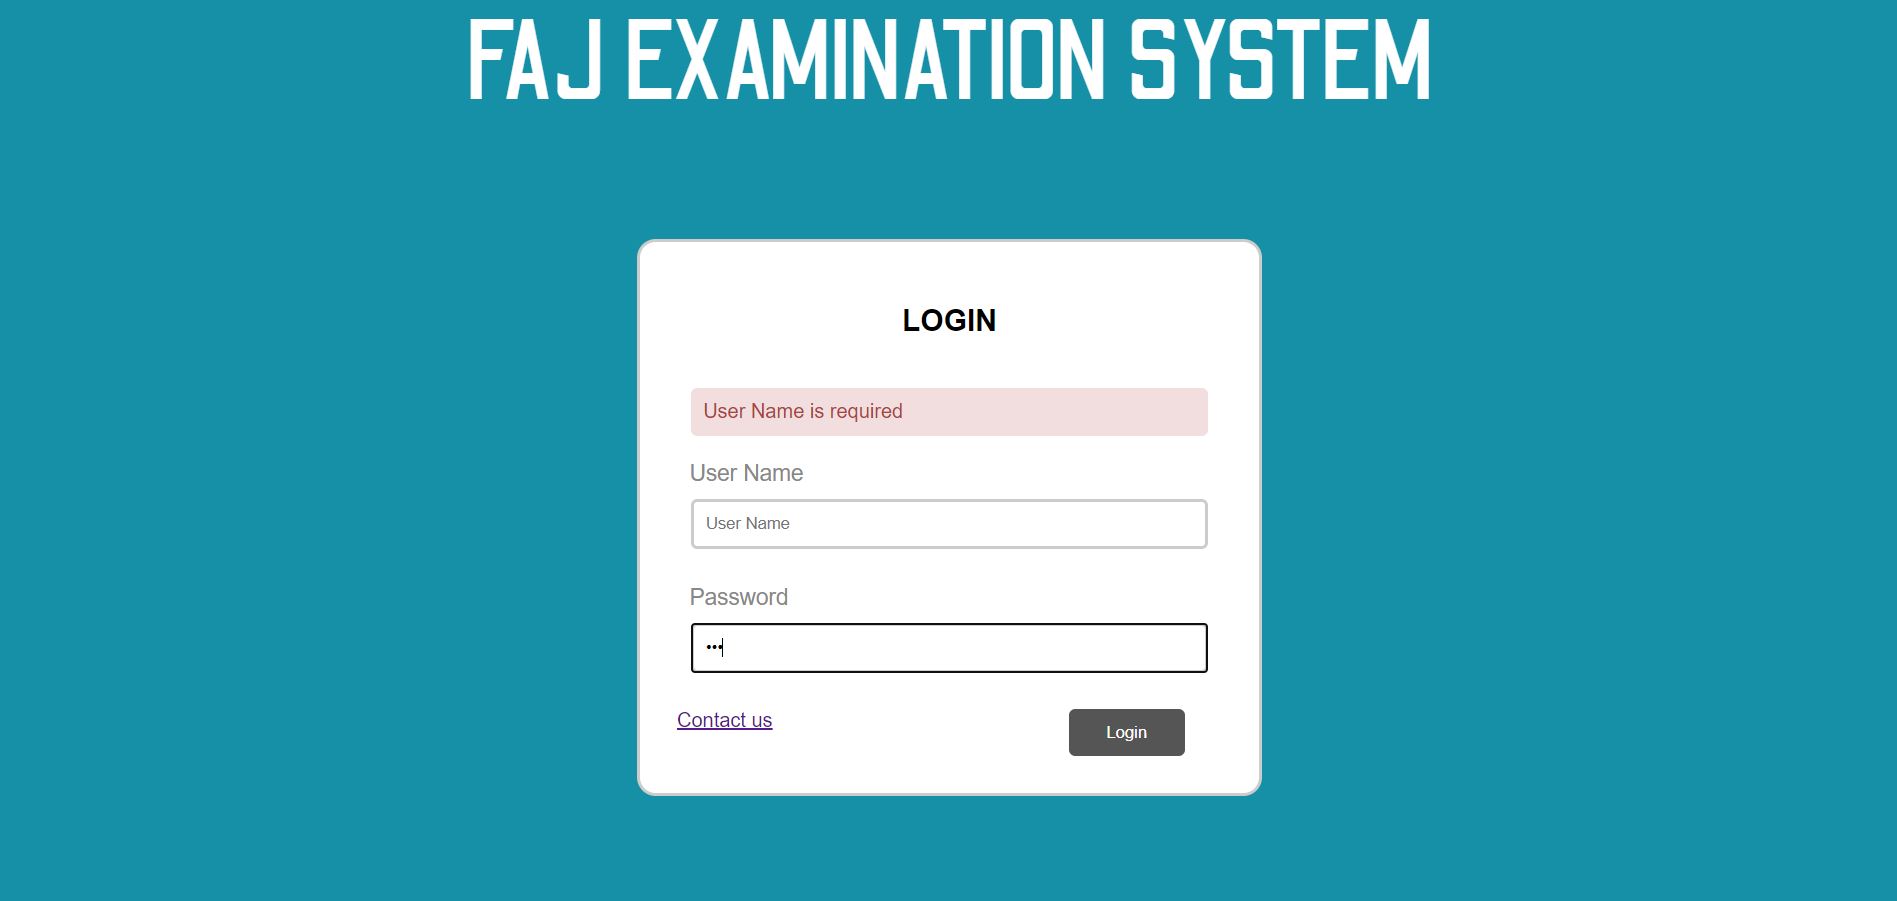 FAJ EXAMINATION SYSTEM
LOGIN
User Name is required
User Name
User Name
Password
•••
Contact us
Login